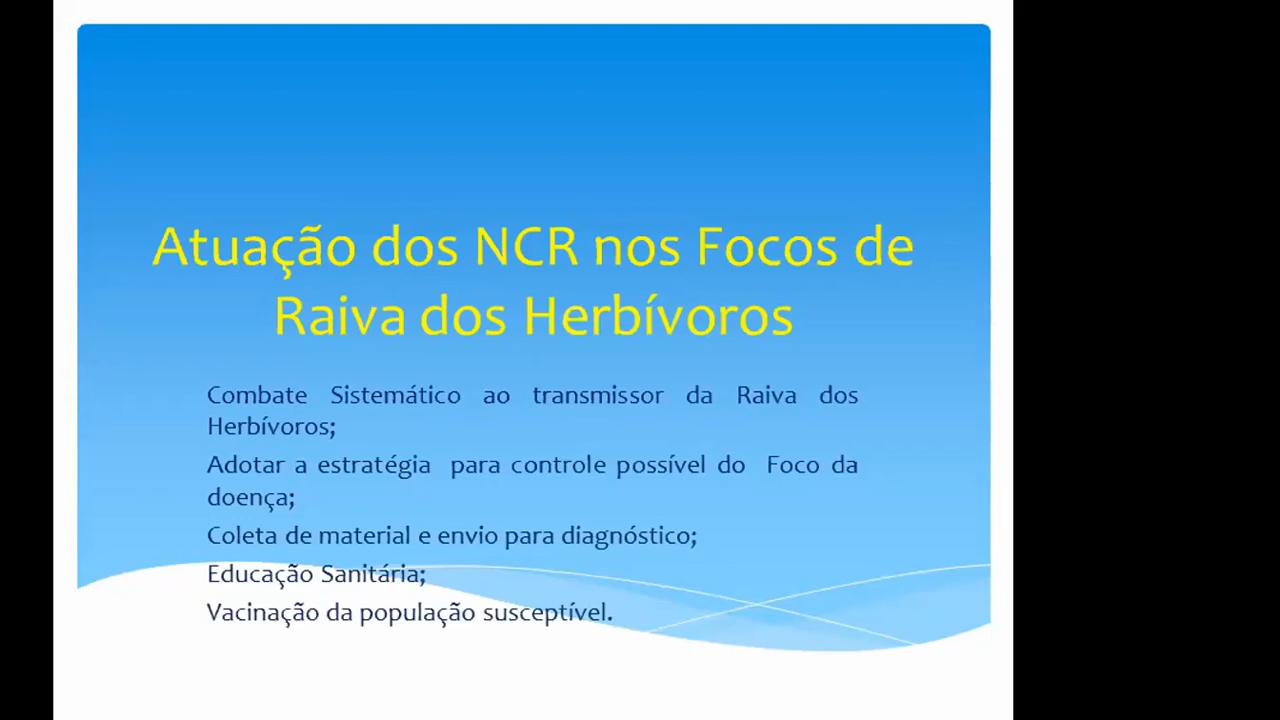 Atuação dos NCR nos Focos de
Raiva dos Herbívoros
Combate Sistemático ao transmissor da Raiva dos
Herbívoros;
Adotar a estratégia para controle possível do Foco da
doença;
Coleta de material e envio para diagnóstico;
Educação Sanitária;
Vacinação da população susceptível.